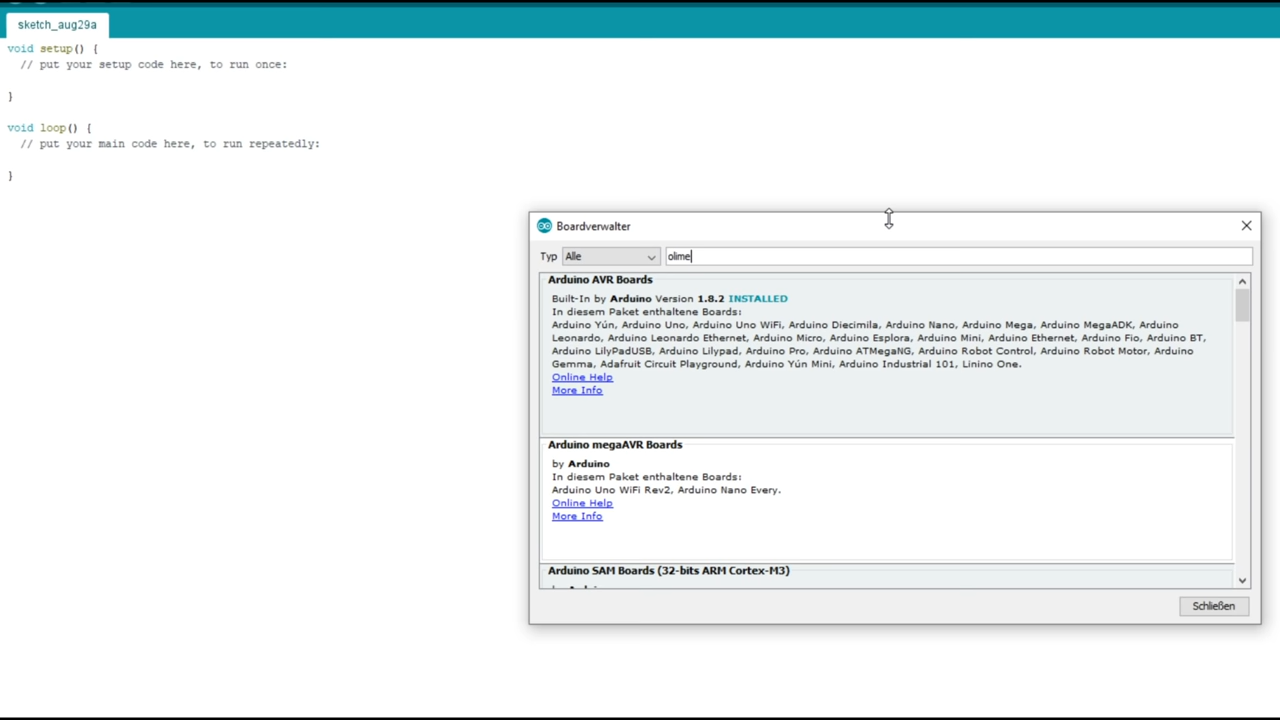 sketch_aug29a
void setup() {
// put your setup code here, to run once:
}
void loop() {
// put your main code here, to run repeatedly:
}
Boardverwalter
Typ Alle olime
Arduino AVR Boards
Built-In by Arduino Version 1.8.2 INSTALLED
In diesem Paket enthaltene Boards:
Arduino Yún, Arduino Uno, Arduino Uno WiFi, Arduino Diecimila, Arduino Nano, Arduino Mega, Arduino MegaADK, Arduino
Leonardo, Arduino Leonardo Ethernet, Arduino Micro, Arduino Esplora, Arduino Mini, Arduino Ethernet, Arduino Fio, Arduino BT,
Arduino LilyPadUSB, Arduino Lilypad, Arduino Pro, Arduino ATMegaNG, Arduino Robot Control, Arduino Robot Motor, Arduino
Gemma, Adafruit Circuit Playground, Arduino Yún Mini, Arduino Industrial 101, Linino One.
Online Help
More Info
Arduino megaAVR Boards
by Arduino
In diesem Paket enthaltene Boards:
Arduino Uno WiFi Rev2, Arduino Nano Every.
Online Help
More Info
Arduino SAM Boards (32-bits ARM Cortex-M3)
Schließen